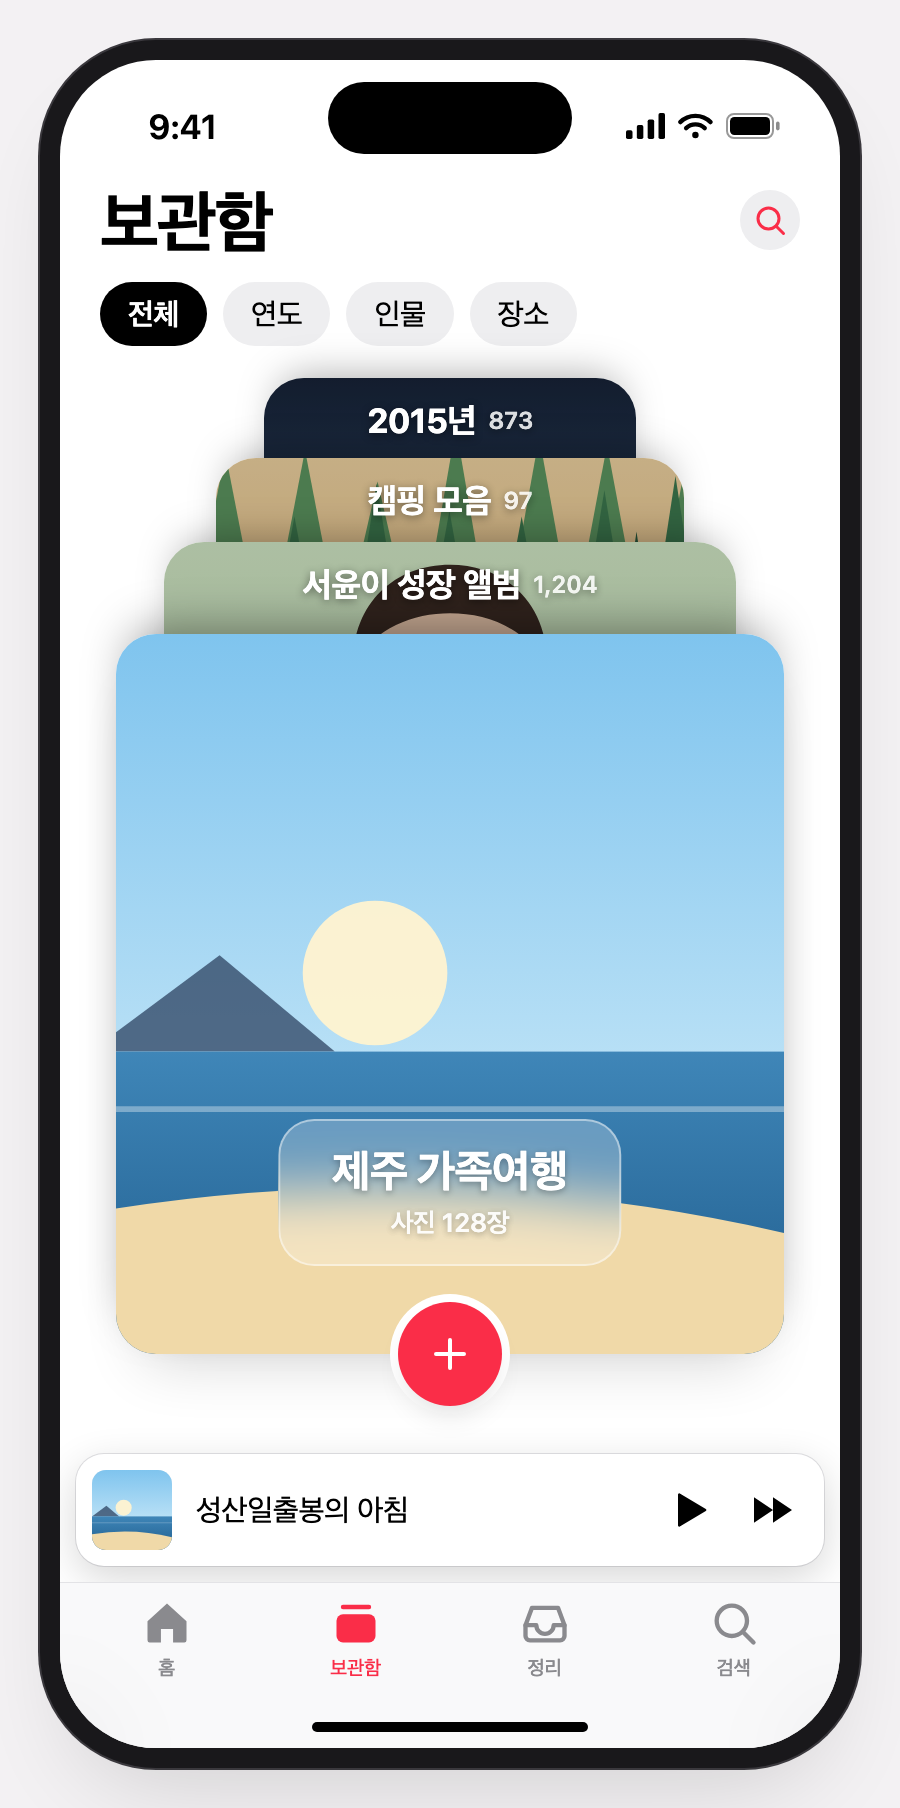 9:41
보관함
전체 연도 인물 장소
2015년 873
캠핑 모음 97
서윤이 성장 앨범 1,204
제주 가족여행
사진 128장
성산일출봉의 아침
홈 보관함 정리 검색